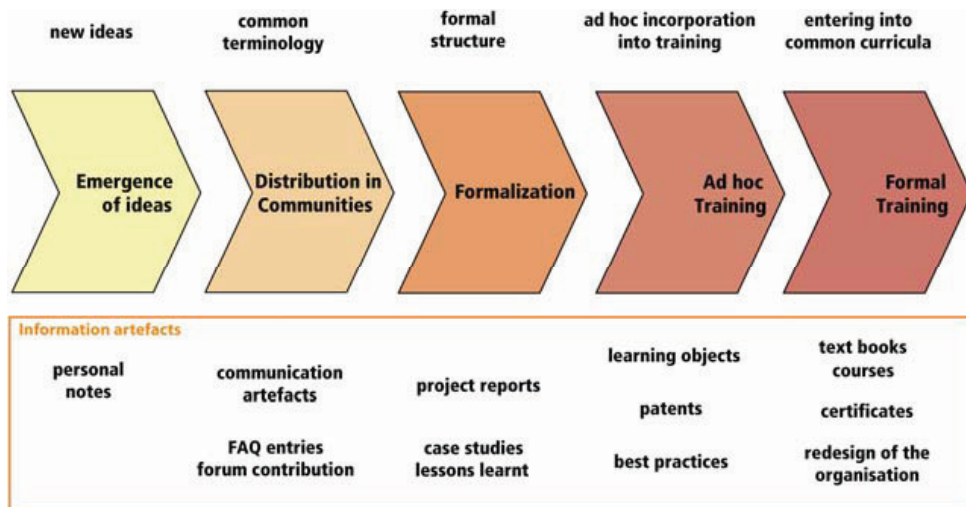 new ideas
common
terminology
formal
structure
ad hoc incorporation
into training
entering into
common curricula
Emergence
of ideas
Distribution in
Communities
Formalization
Ad hoc
Training
Formal
Training
Information artefacts
personal
notes
communication
artefacts
FAQ entries
forum contribution
project reports
case studies
lessons learnt
learning objects
patents
best practices
text books
courses
certificates
redesign of the
organisation